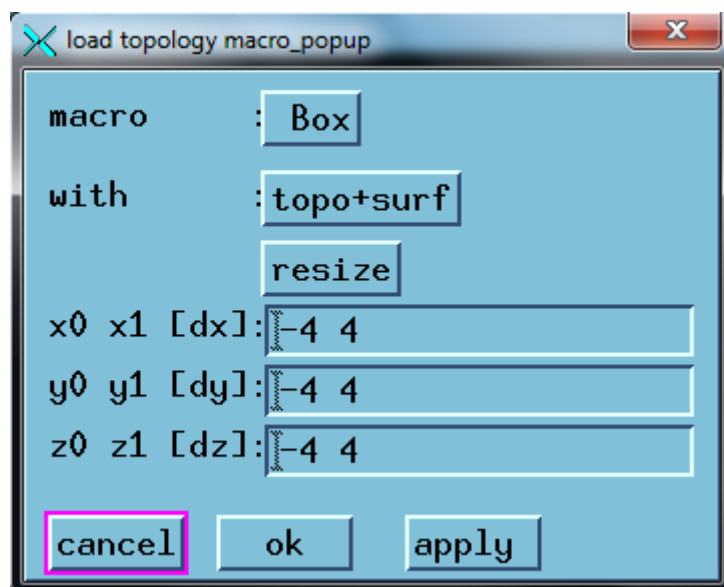 load topology macro_popup
macro : Box
with : topo+surf
resize
x0 x1 [dx]: -4 4
y0 y1 [dy]: -4 4
z0 z1 [dz]: -4 4
cancel ok apply